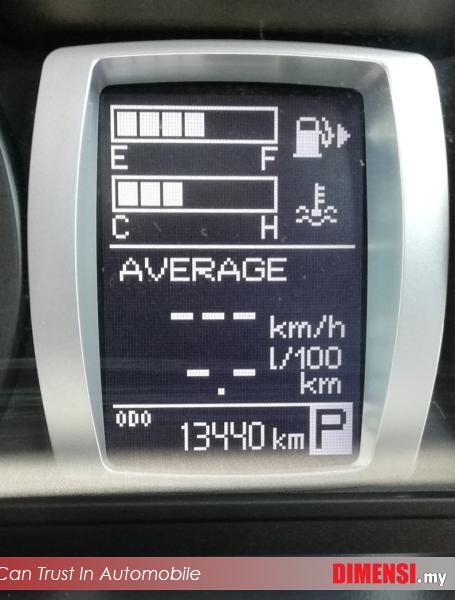 E F
C H
AVERAGE
--- km/h
-.- l/100
km
ODO 13440 km P
Can Trust In Automobile
DIMENSI.my